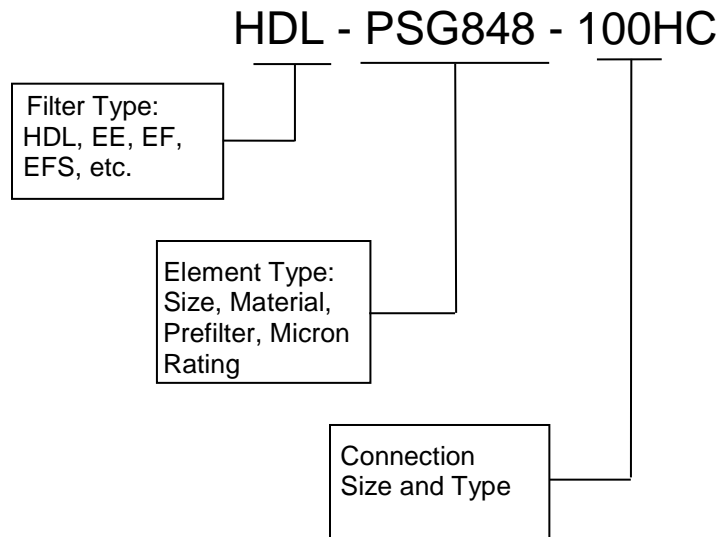 HDL - PSG848 - 100HC
Filter Type:
HDL, EE, EF,
EFS, etc.
Element Type:
Size, Material,
Prefilter, Micron
Rating
Connection
Size and Type